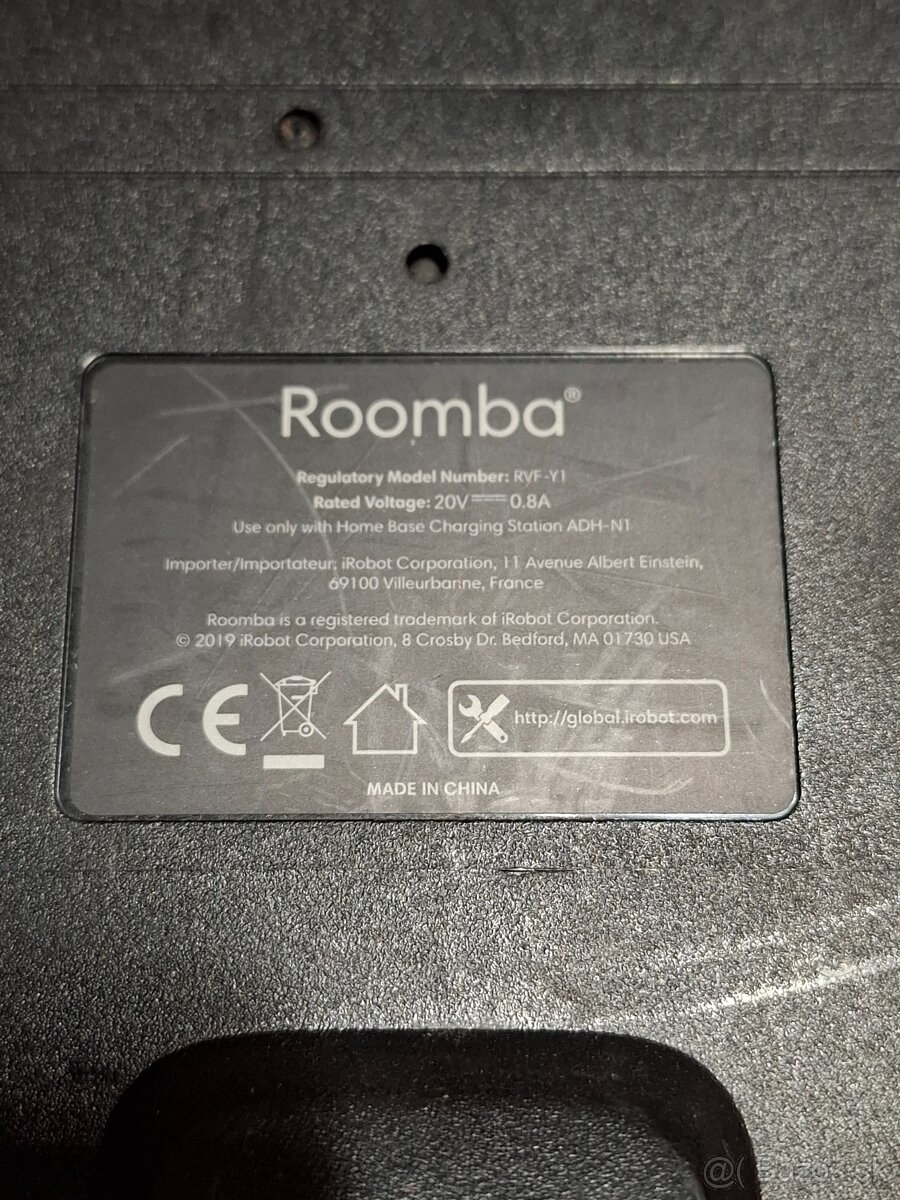 Roomba®
Regulatory Model Number: RVF-Y1
Rated Voltage: 20V⎓0.8A
Use only with Home Base Charging Station ADH-N1
Importer/Importateur: iRobot Corporation, 11 Avenue Albert Einstein,
69100 Villeurbanne, France
Roomba is a registered trademark of iRobot Corporation.
© 2019 iRobot Corporation, 8 Crosby Dr. Bedford, MA 01730 USA
CE
http://global.irobot.com
MADE IN CHINA